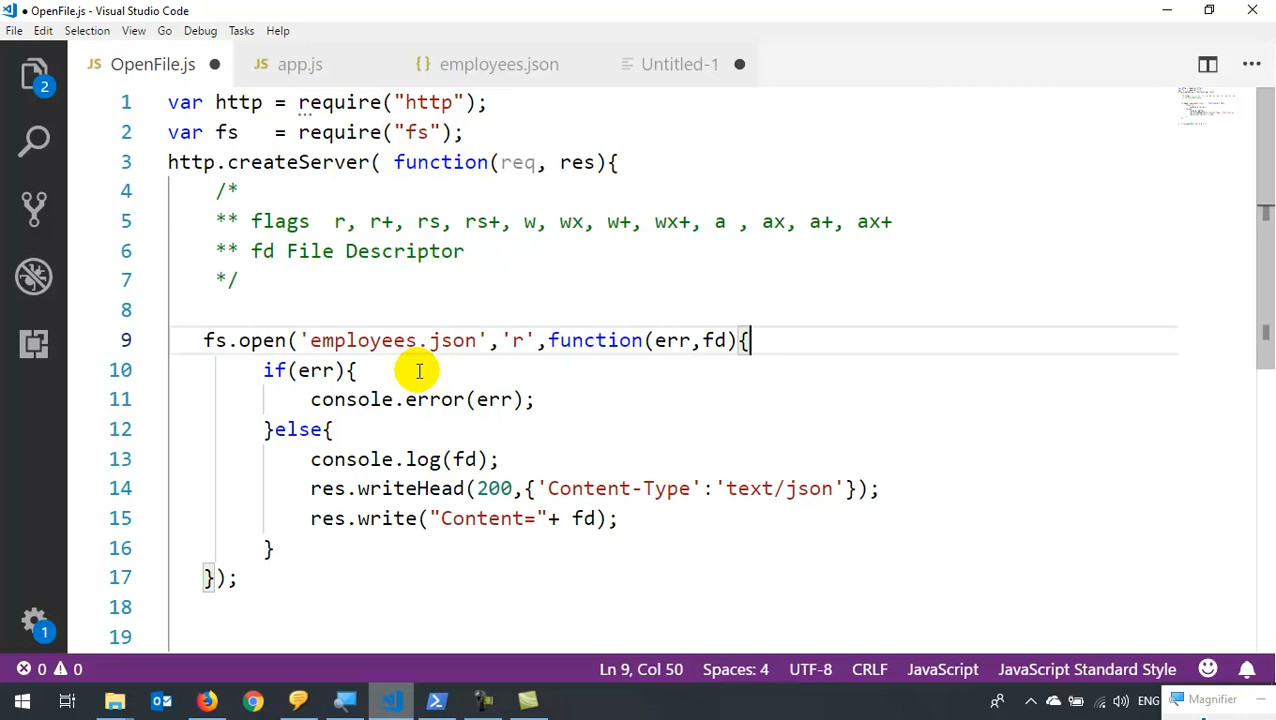 ● OpenFile.js - Visual Studio Code
File Edit Selection View Go Debug Tasks Help
JS OpenFile.js ● JS app.js {} employees.json Untitled-1 ●
2
1 var http = require("http");
2 var fs   = require("fs");
3 http.createServer( function(req, res){
4 /*
5 ** flags  r, r+, rs, rs+, w, wx, w+, wx+, a , ax, a+, ax+
6 ** fd File Descriptor
7 */
8
9 fs.open('employees.json','r',function(err,fd){
10 if(err){
11 console.error(err);
12 }else{
13 console.log(fd);
14 res.writeHead(200,{'Content-Type':'text/json'});
15 res.write("Content="+ fd);
16 }
17 });
18
19
1
0 0 Ln 9, Col 50 Spaces: 4 UTF-8 CRLF JavaScript JavaScript Standard Style
ENG Magnifier